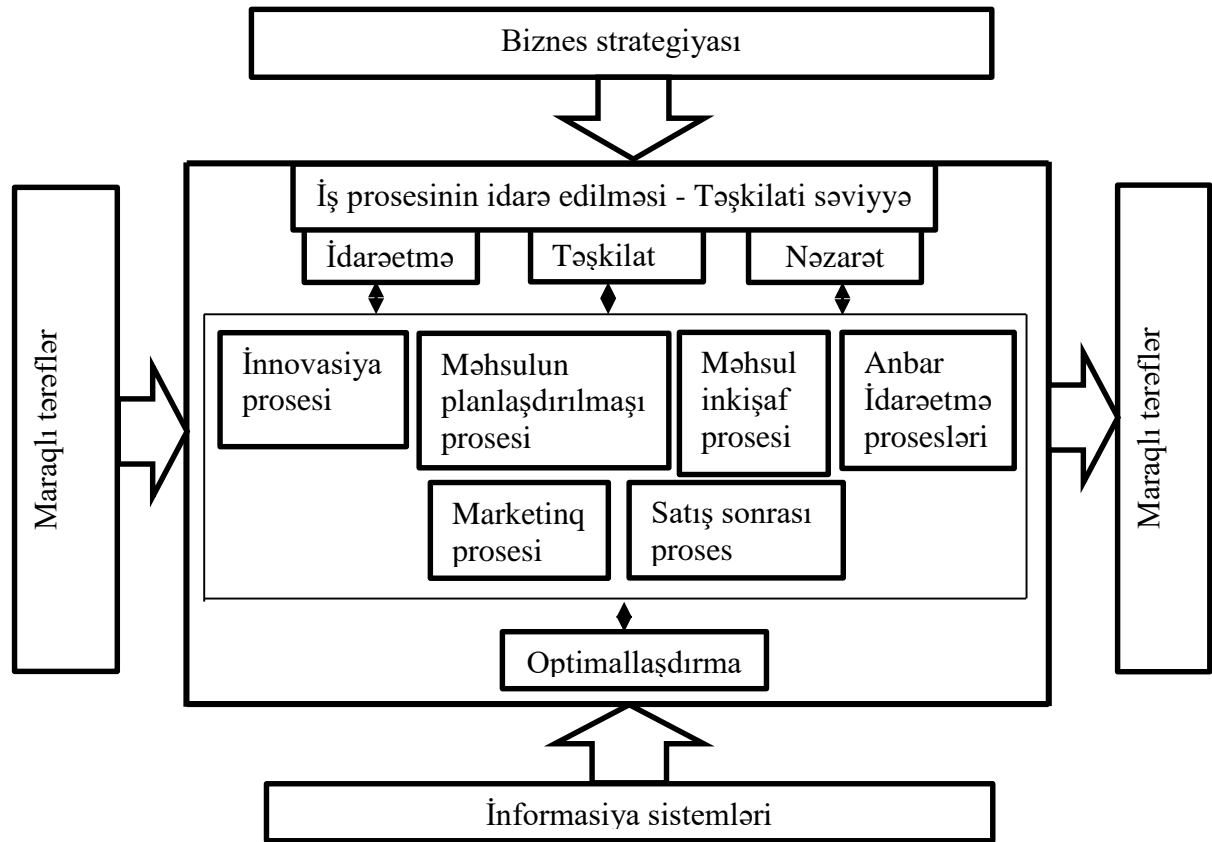 Biznes strategiyası
Maraqlı tərəflər
İş prosesinin idarə edilməsi - Təşkilati səviyyə
İdarəetmə
Təşkilat
Nəzarət
İnnovasiya
prosesi
Məhsulun
planlaşdırılmaşı
prosesi
Məhsul
inkişaf
prosesi
Anbar
İdarəetmə
prosesləri
Marketinq
prosesi
Satış sonrası
proses
Optimallaşdırma
Maraqlı tərəflər
İnformasiya sistemləri